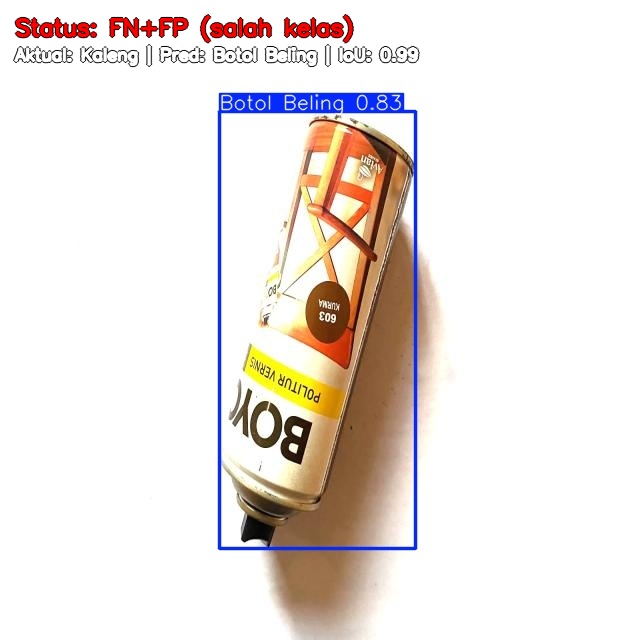 Status: FN+FP (salah kelas)
Aktual: Kaleng | Pred: Botol Beling | IoU: 0.99
Botol Beling 0.83
Avian
603
KURMA
BO
POLITUR VERNIS
BOYO